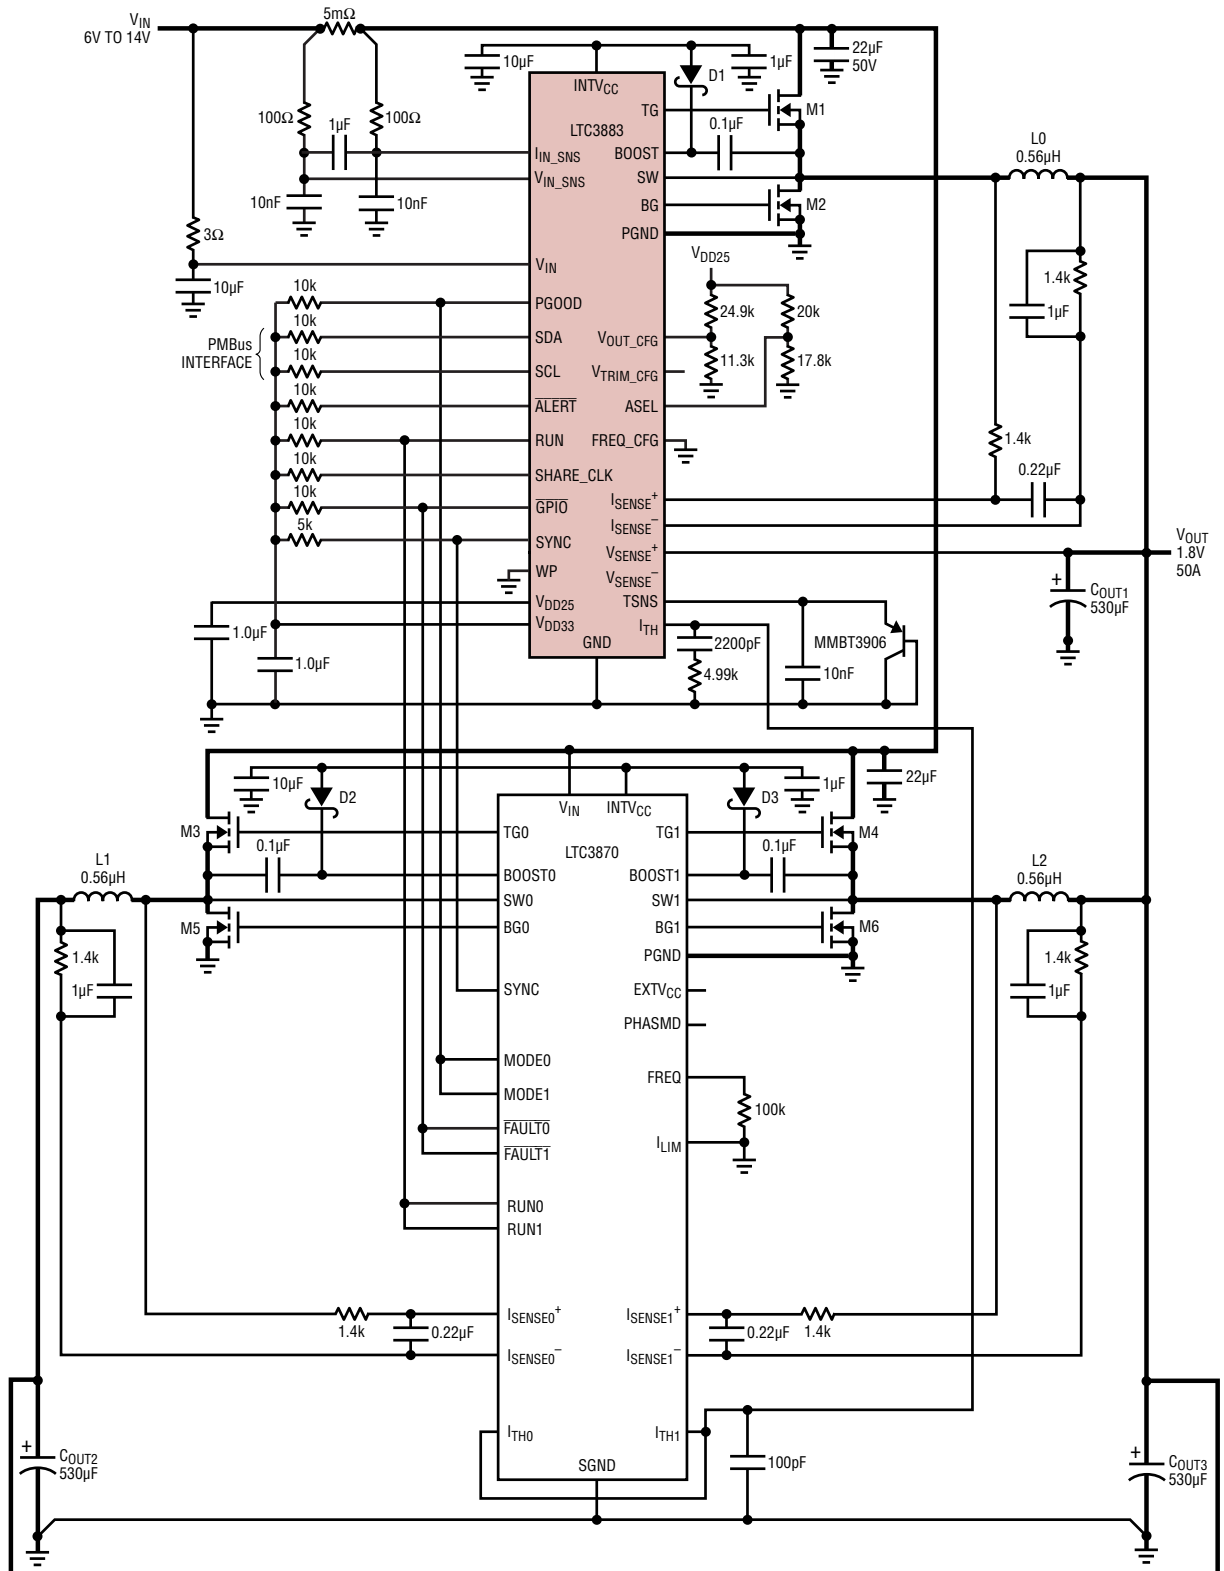 VIN
6V TO 14V
5mΩ
10µF
1µF
D1
22µF
50V
INTVCC
LTC3883
100Ω
1µF
100Ω
TG
M1
0.1µF
IIN_SNS
BOOST
L0
0.56µH
VIN_SNS
SW
10nF
10nF
BG
M2
3Ω
PGND
VDD25
VIN
10µF
1.4k
1µF
10k
PGOOD
24.9k
20k
10k
SDA
VOUT_CFG
PMBus
INTERFACE
10k
SCL
11.3k
17.8k
VTRIM_CFG
10k
ALERT
ASEL
10k
RUN
FREQ_CFG
1.4k
10k
SHARE_CLK
0.22µF
10k
GPIO
ISENSE+
ISENSE–
5k
SYNC
VSENSE+
VOUT
1.8V
50A
WP
VSENSE–
COUT1
530µF
VDD25
TSNS
1.0µF
VDD33
ITH
GND
2200pF
MMBT3906
1.0µF
4.99k
10nF
10µF
D2
VIN
INTVCC
D3
1µF
22µF
M3
TG0
LTC3870
TG1
M4
0.1µF
0.1µF
L1
0.56µH
BOOST0
BOOST1
L2
0.56µH
SW0
SW1
M5
BG0
BG1
M6
1.4k
PGND
1.4k
1µF
SYNC
EXTVCC
1µF
PHASMD
MODE0
FREQ
MODE1
100k
FAULT0
ILIM
FAULT1
RUN0
RUN1
ISENSE0+
ISENSE1+
1.4k
0.22µF
0.22µF
1.4k
ISENSE0–
ISENSE1–
ITH0
ITH1
COUT2
530µF
SGND
100pF
COUT3
530µF
+
+
+